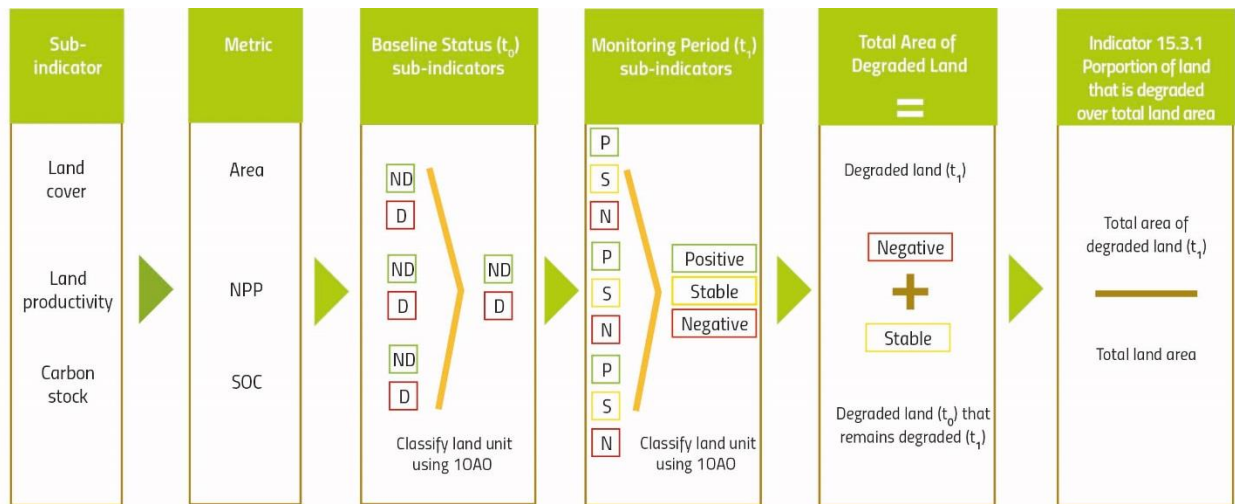 Sub-
indicator
Land
cover
Land
productivity
Carbon
stock
Metric
Area
NPP
SOC
Baseline Status (t0)
sub-indicators
ND
D
ND
D
ND
D
ND
D
Classify land unit
using 1OAO
Monitoring Period (t1)
sub-indicators
P
S
N
P
S
N
P
S
N
Positive
Stable
Negative
Classify land unit
using 1OAO
Total Area of
Degraded Land
=
Degraded land (t1)
Negative
+
Stable
Degraded land (t0) that
remains degraded (t1)
Indicator 15.3.1
Porportion of land
that is degraded
over total land area
Total area of
degraded land (t1)
Total land area